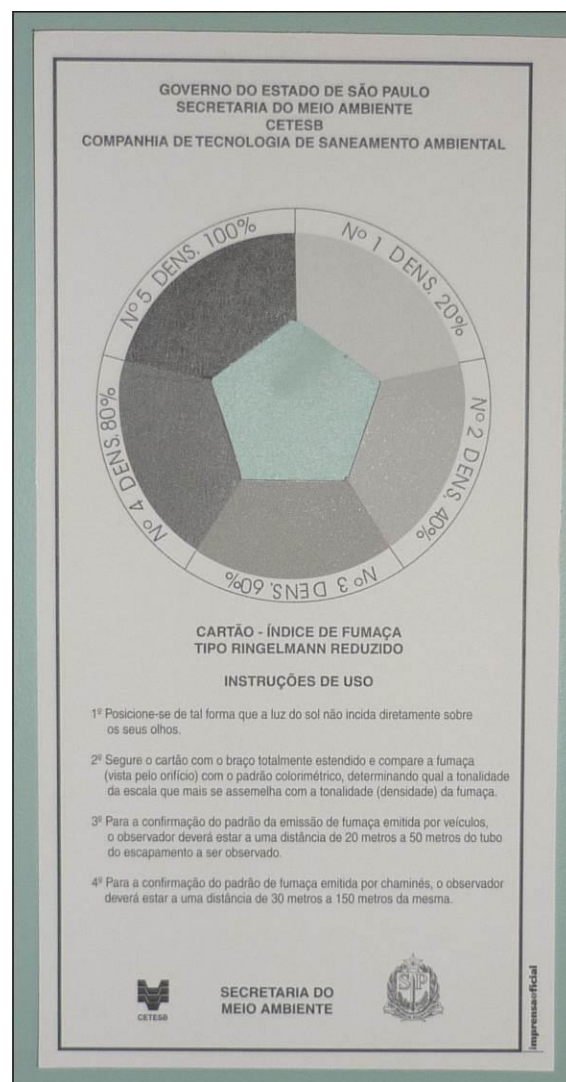 GOVERNO DO ESTADO DE SÃO PAULO
SECRETARIA DO MEIO AMBIENTE
CETESB
COMPANHIA DE TECNOLOGIA DE SANEAMENTO AMBIENTAL
Nº 1 DENS. 20%
Nº 2 DENS. 40%
Nº 3 DENS. 60%
Nº 4 DENS. 80%
Nº 5 DENS. 100%
CARTÃO - ÍNDICE DE FUMAÇA
TIPO RINGELMANN REDUZIDO
INSTRUÇÕES DE USO
1º Posicione-se de tal forma que a luz do sol não incida diretamente sobre
os seus olhos.
2º Segure o cartão com o braço totalmente estendido e compare a fumaça
(vista pelo orifício) com o padrão colorimétrico, determinando qual a tonalidade
da escala que mais se assemelha com a tonalidade (densidade) da fumaça.
3º Para a confirmação do padrão da emissão de fumaça emitida por veículos,
o observador deverá estar a uma distância de 20 metros a 50 metros do tubo
do escapamento a ser observado.
4º Para a confirmação do padrão de fumaça emitida por chaminés, o observador
deverá estar a uma distância de 30 metros a 150 metros da mesma.
CETESB
SECRETARIA DO
MEIO AMBIENTE
SP
imprensaoficial